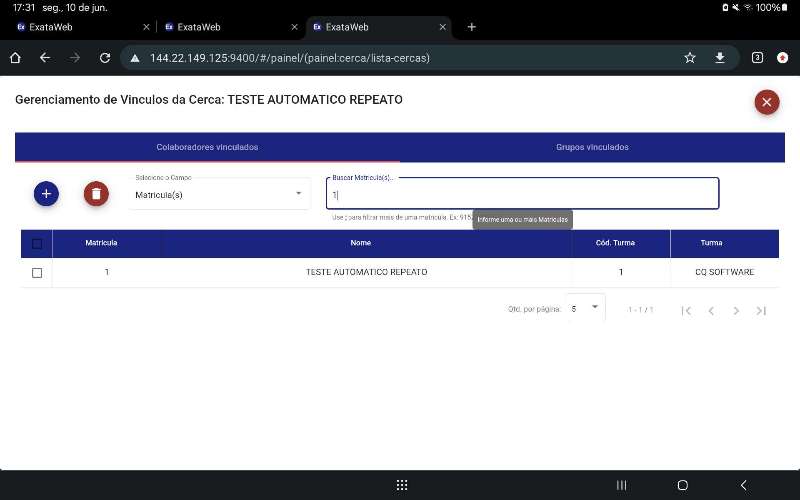 17:31 seg., 10 de jun.
100%
ExataWeb
ExataWeb
ExataWeb
144.22.149.125:9400/#/painel/(painel:cerca/lista-cercas)
3
Gerenciamento de Vinculos da Cerca: TESTE AUTOMATICO REPEATO
Colaboradores vinculados
Grupos vinculados
Selecione o Campo
Matricula(s)
Buscar Matricula(s)...
1
Use ; para filtrar mais de uma matricula. Ex: 915
Informe uma ou mais Matrículas
Matricula Nome Cód. Turma Turma
1 TESTE AUTOMATICO REPEATO 1 CQ SOFTWARE
Qtd. por página: 5 1 - 1 / 1